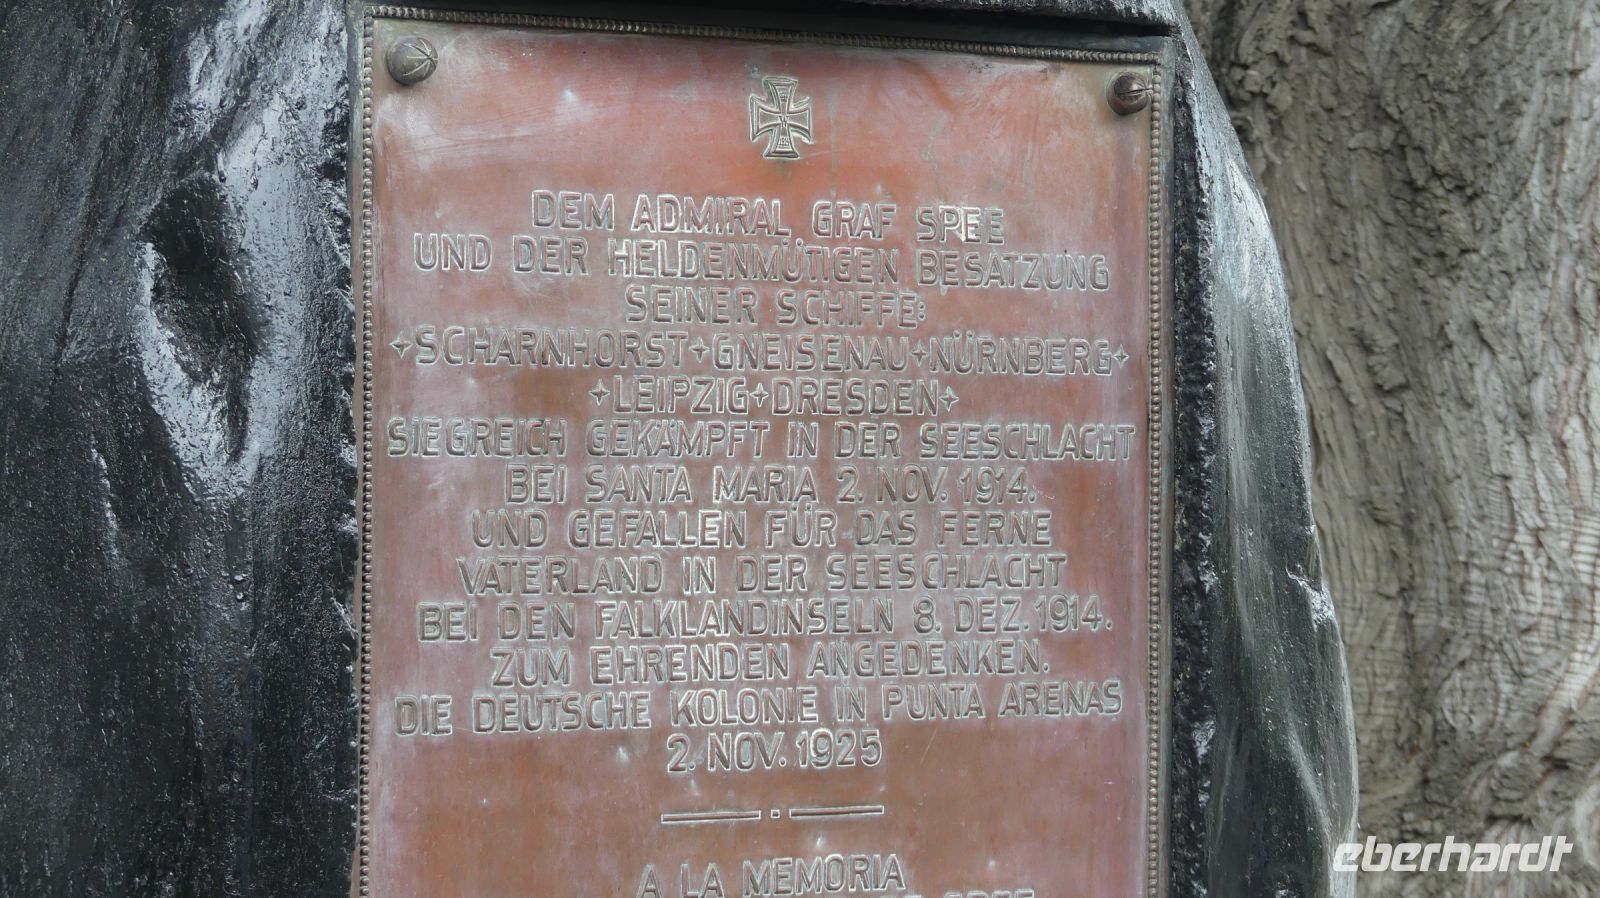 DEM ADMIRAL GRAF SPEE
UND DER HELDENMÜTIGEN BESATZUNG
SEINER SCHIFFE:
✦SCHARNHORST✦GNEISENAU✦NÜRNBERG✦
✦LEIPZIG✦DRESDEN✦
SIEGREICH GEKÄMPFT IN DER SEESCHLACHT
BEI SANTA MARIA 2. NOV. 1914.
UND GEFALLEN FÜR DAS FERNE
VATERLAND IN DER SEESCHLACHT
BEI DEN FALKLANDINSELN 8. DEZ. 1914.
ZUM EHRENDEN ANGEDENKEN.
DIE DEUTSCHE KOLONIE IN PUNTA ARENAS
2. NOV. 1925
A LA MEMORIA
eberhardt